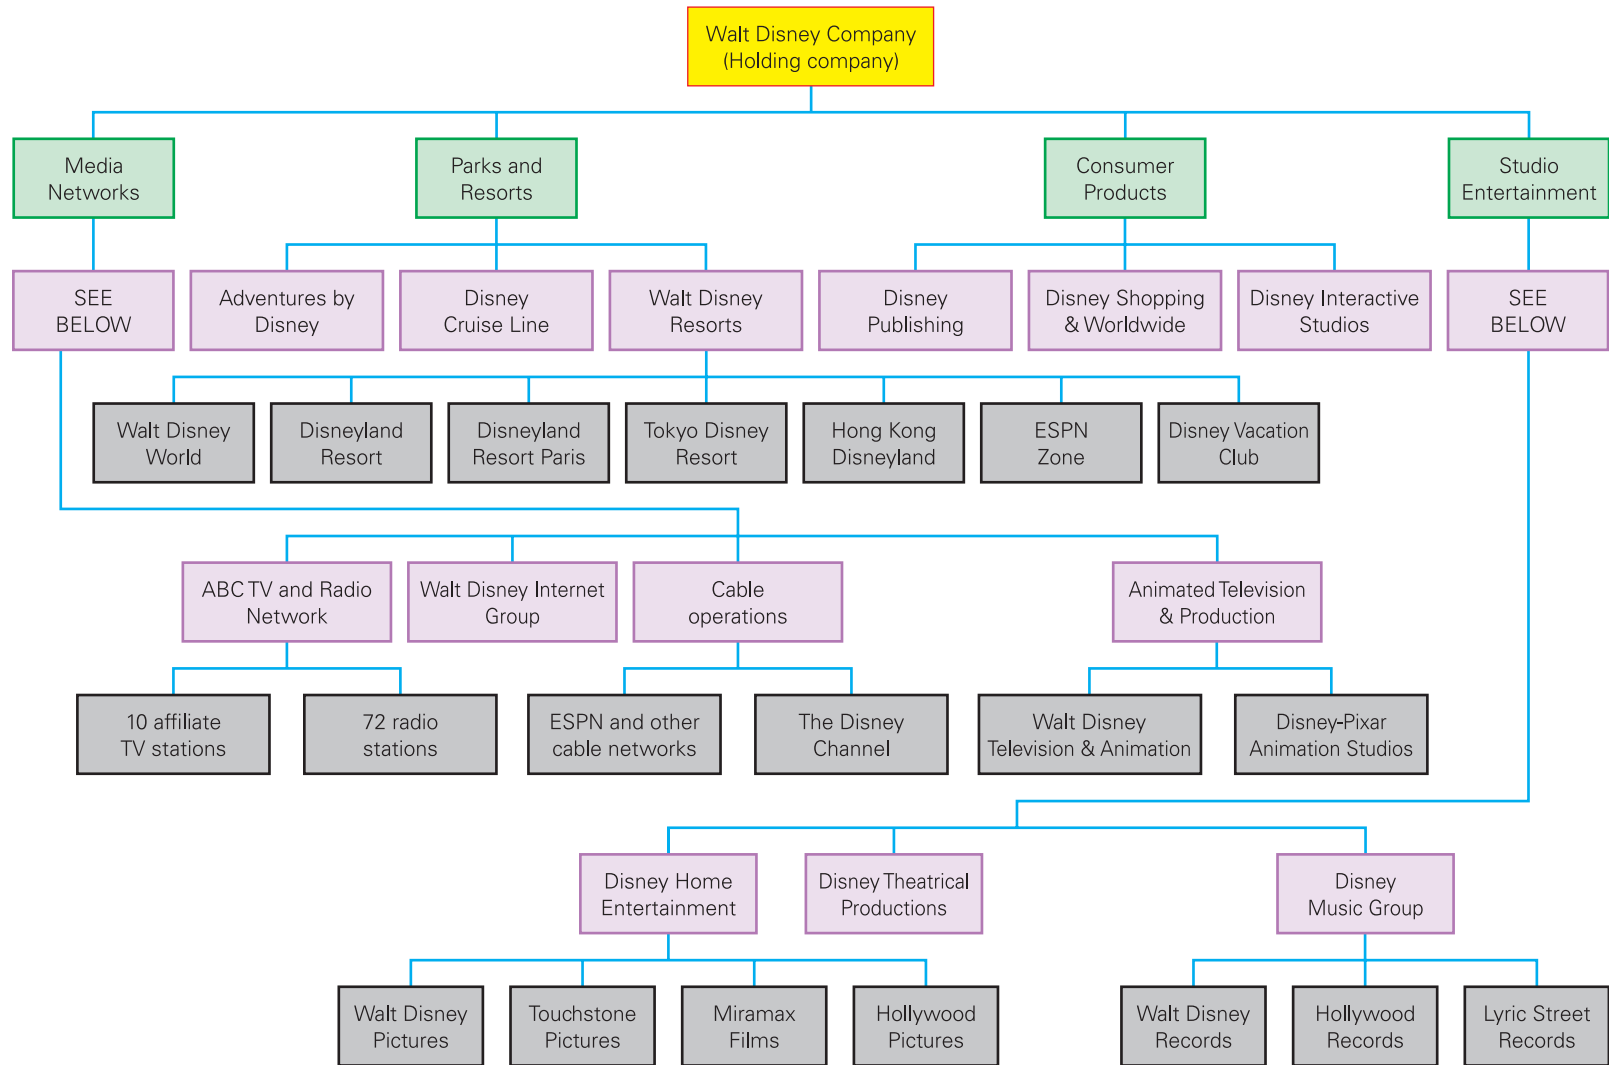 Walt Disney Company
(Holding company)
Media
Networks
Parks and
Resorts
Consumer
Products
Studio
Entertainment
SEE
BELOW
Adventures by
Disney
Disney
Cruise Line
Walt Disney
Resorts
Disney
Publishing
Disney Shopping
& Worldwide
Disney Interactive
Studios
SEE
BELOW
Walt Disney
World
Disneyland
Resort
Disneyland
Resort Paris
Tokyo Disney
Resort
Hong Kong
Disneyland
ESPN
Zone
Disney Vacation
Club
ABC TV and Radio
Network
Walt Disney Internet
Group
Cable
operations
Animated Television
& Production
10 affiliate
TV stations
72 radio
stations
ESPN and other
cable networks
The Disney
Channel
Walt Disney
Television & Animation
Disney-Pixar
Animation Studios
Disney Home
Entertainment
Disney Theatrical
Productions
Disney
Music Group
Walt Disney
Pictures
Touchstone
Pictures
Miramax
Films
Hollywood
Pictures
Walt Disney
Records
Hollywood
Records
Lyric Street
Records